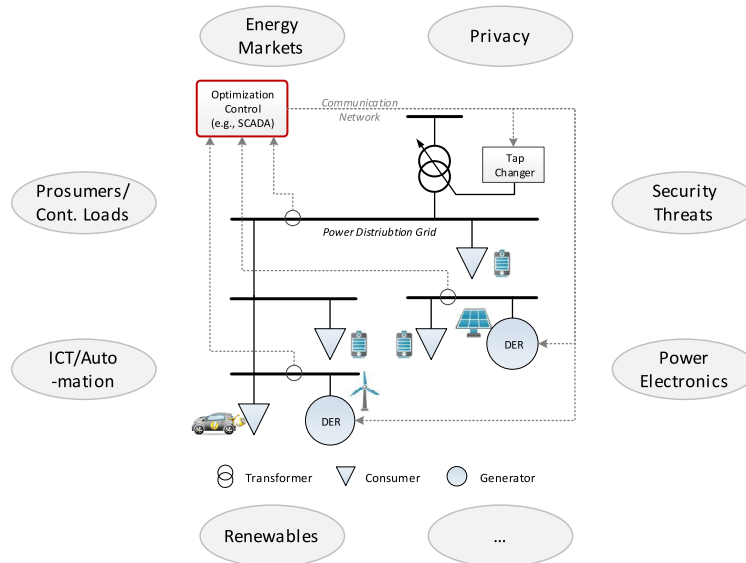 Energy
Markets
Privacy
Optimization
Control
(e.g., SCADA)
Communication
Network
Tap
Changer
Prosumers/
Cont. Loads
Security
Threats
Power Distriubtion Grid
DER
ICT/Auto
-mation
Power
Electronics
DER
Transformer
Consumer
Generator
Renewables
...